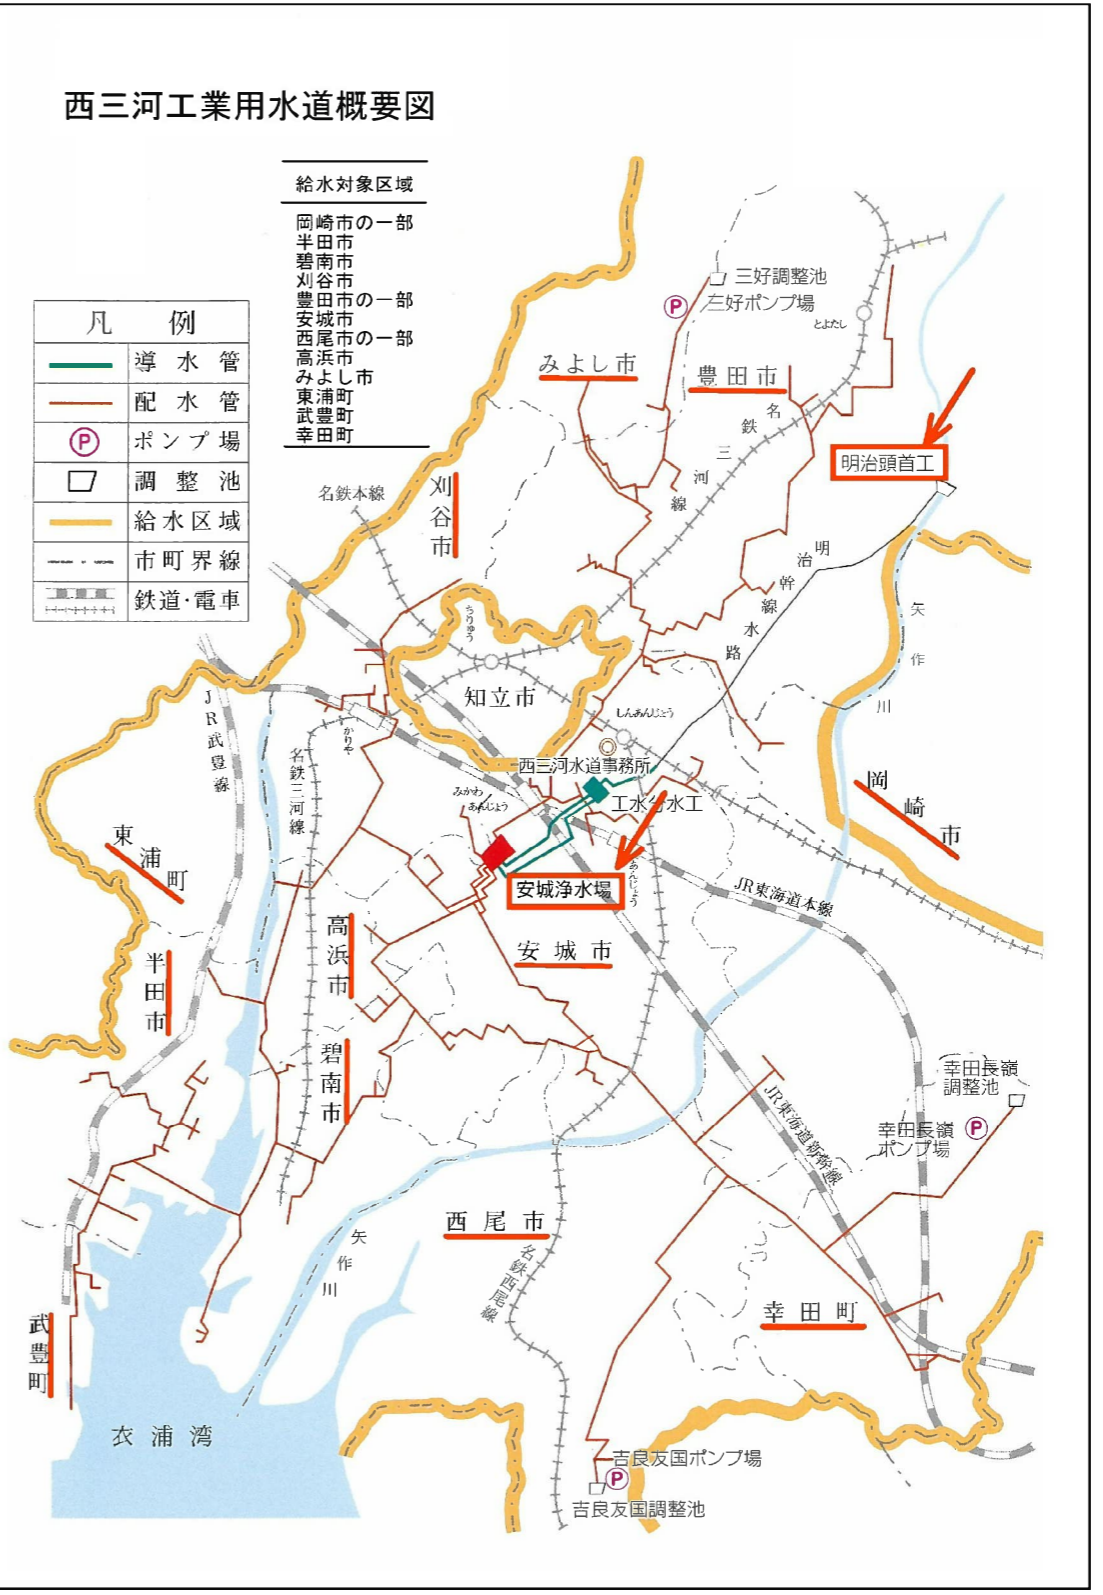 西三河工業用水道概要図
給水対象区域
岡崎市の一部
半田市
碧南市
刈谷市
豊田市の一部
安城市
西尾市の一部
高浜市
みよし市
東浦町
武豊町
幸田町
凡例
導水管
配水管
P ポンプ場
調整池
給水区域
市町界線
鉄道・電車
三好調整池
P
三好ポンプ場
とよたし
みよし市
豊田市
名鉄三河線
明治頭首工
名鉄本線
刈谷市
明治幹線水路
矢作川
ちりゅう
知立市
しんあんじょう
JR武豊線
かりや
名鉄三河線
西三河水道事務所
みかわ
あんじょう
工水分水工
岡崎市
東浦町
安城浄水場
あんじょう
JR東海道本線
高浜市
安城市
半田市
碧南市
幸田長嶺
調整池
幸田長嶺
ポンプ場
P
JR東海道新幹線
西尾市
矢作川
名鉄西尾線
幸田町
武豊町
衣浦湾
吉良友国ポンプ場
P
吉良友国調整池